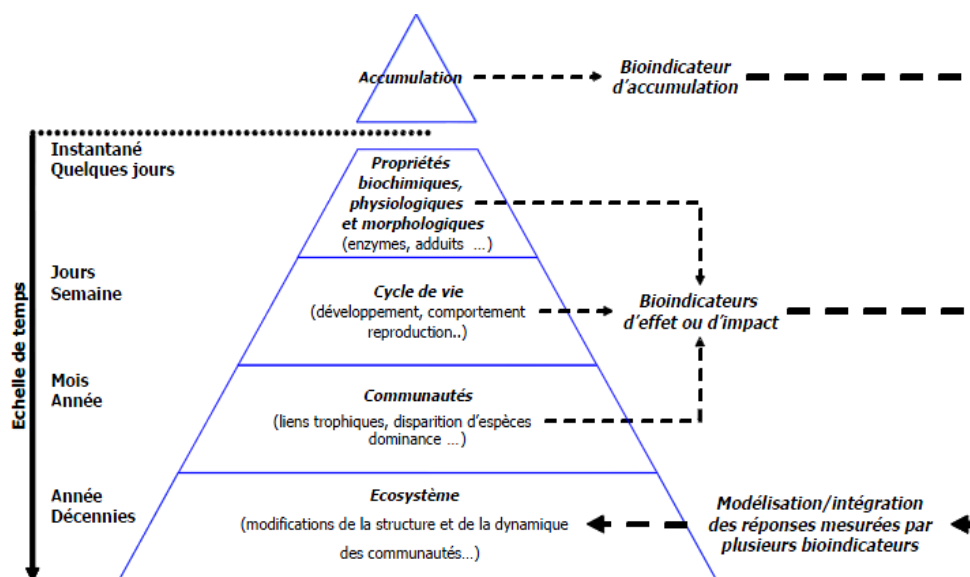 Accumulation
Bioindicateur
d'accumulation
Instantané
Quelques jours
Propriétés
biochimiques,
physiologiques
et morphologiques
(enzymes, adduits ...)
Jours
Semaine
Cycle de vie
(développement, comportement
reproduction..)
Bioindicateurs
d'effet ou d'impact
Echelle de temps
Mois
Année
Communautés
(liens trophiques, disparition d'espèces
dominance ...)
Année
Décennies
Ecosystème
(modifications de la structure et de la dynamique
des communautés...)
Modélisation/intégration
des réponses mesurées par
plusieurs bioindicateurs